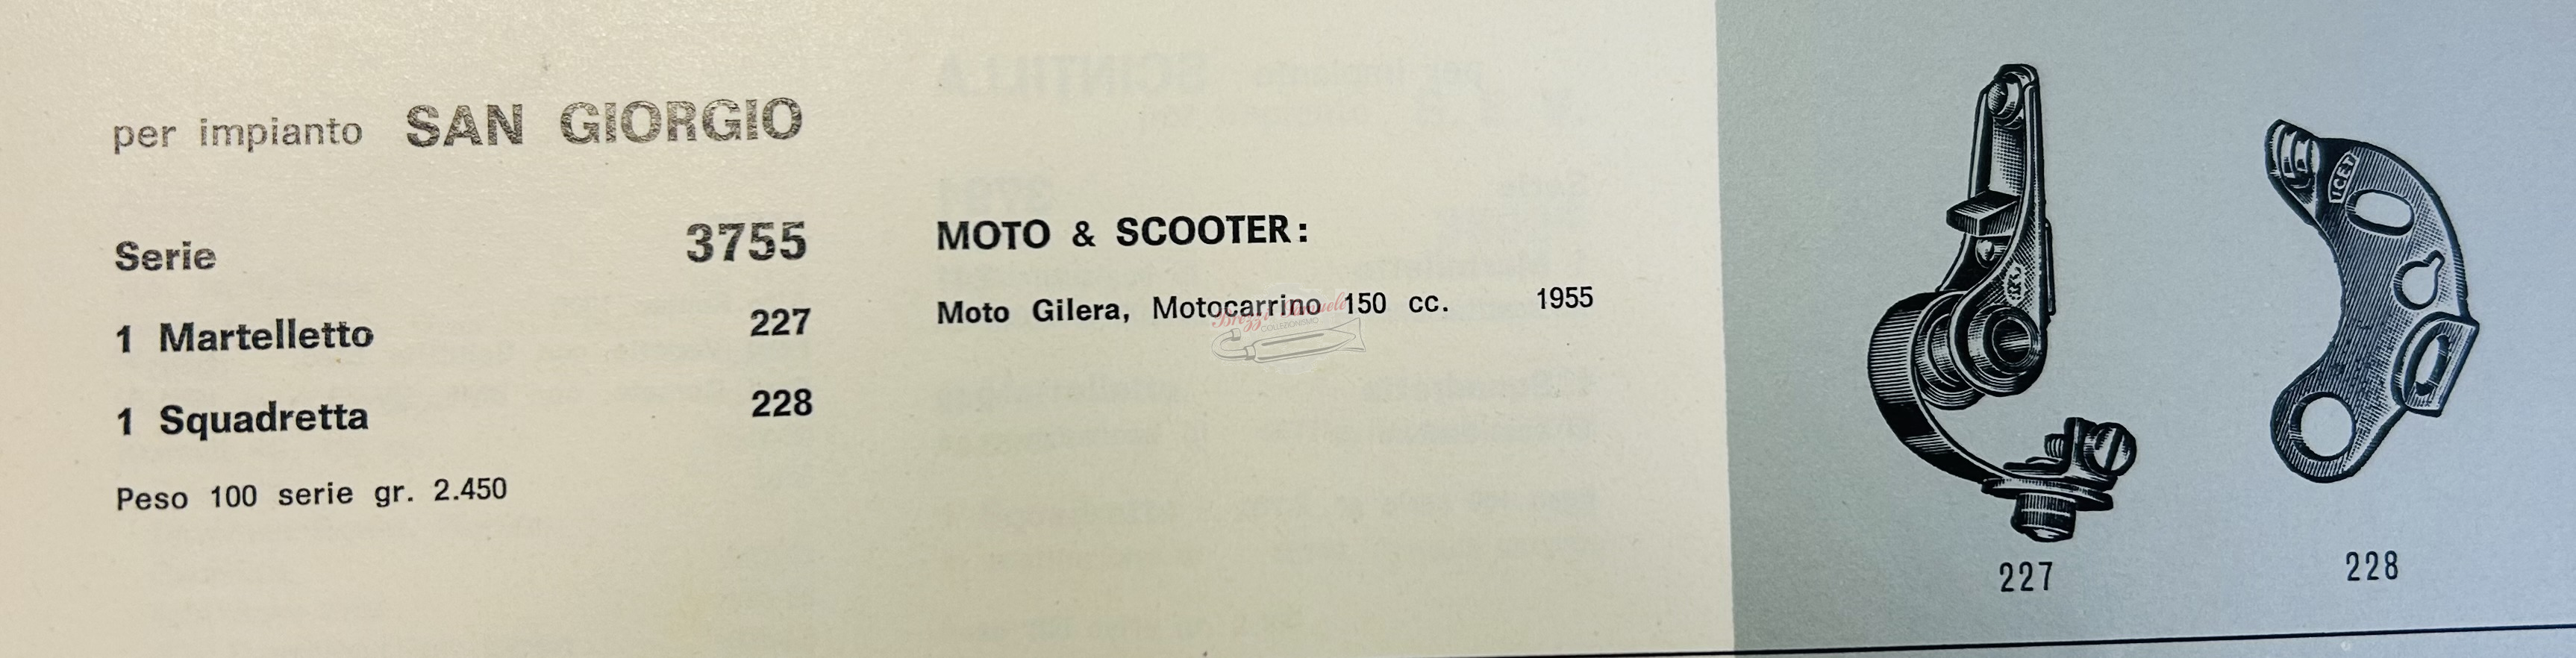 per impianto SAN GIORGIO
Serie 3755
1 Martelletto 227
1 Squadretta 228
Peso 100 serie gr. 2.450
MOTO & SCOOTER:
Moto Gilera, Motocarrino 150 cc. 1955
COLLEZIONISMO
ICET
227
228